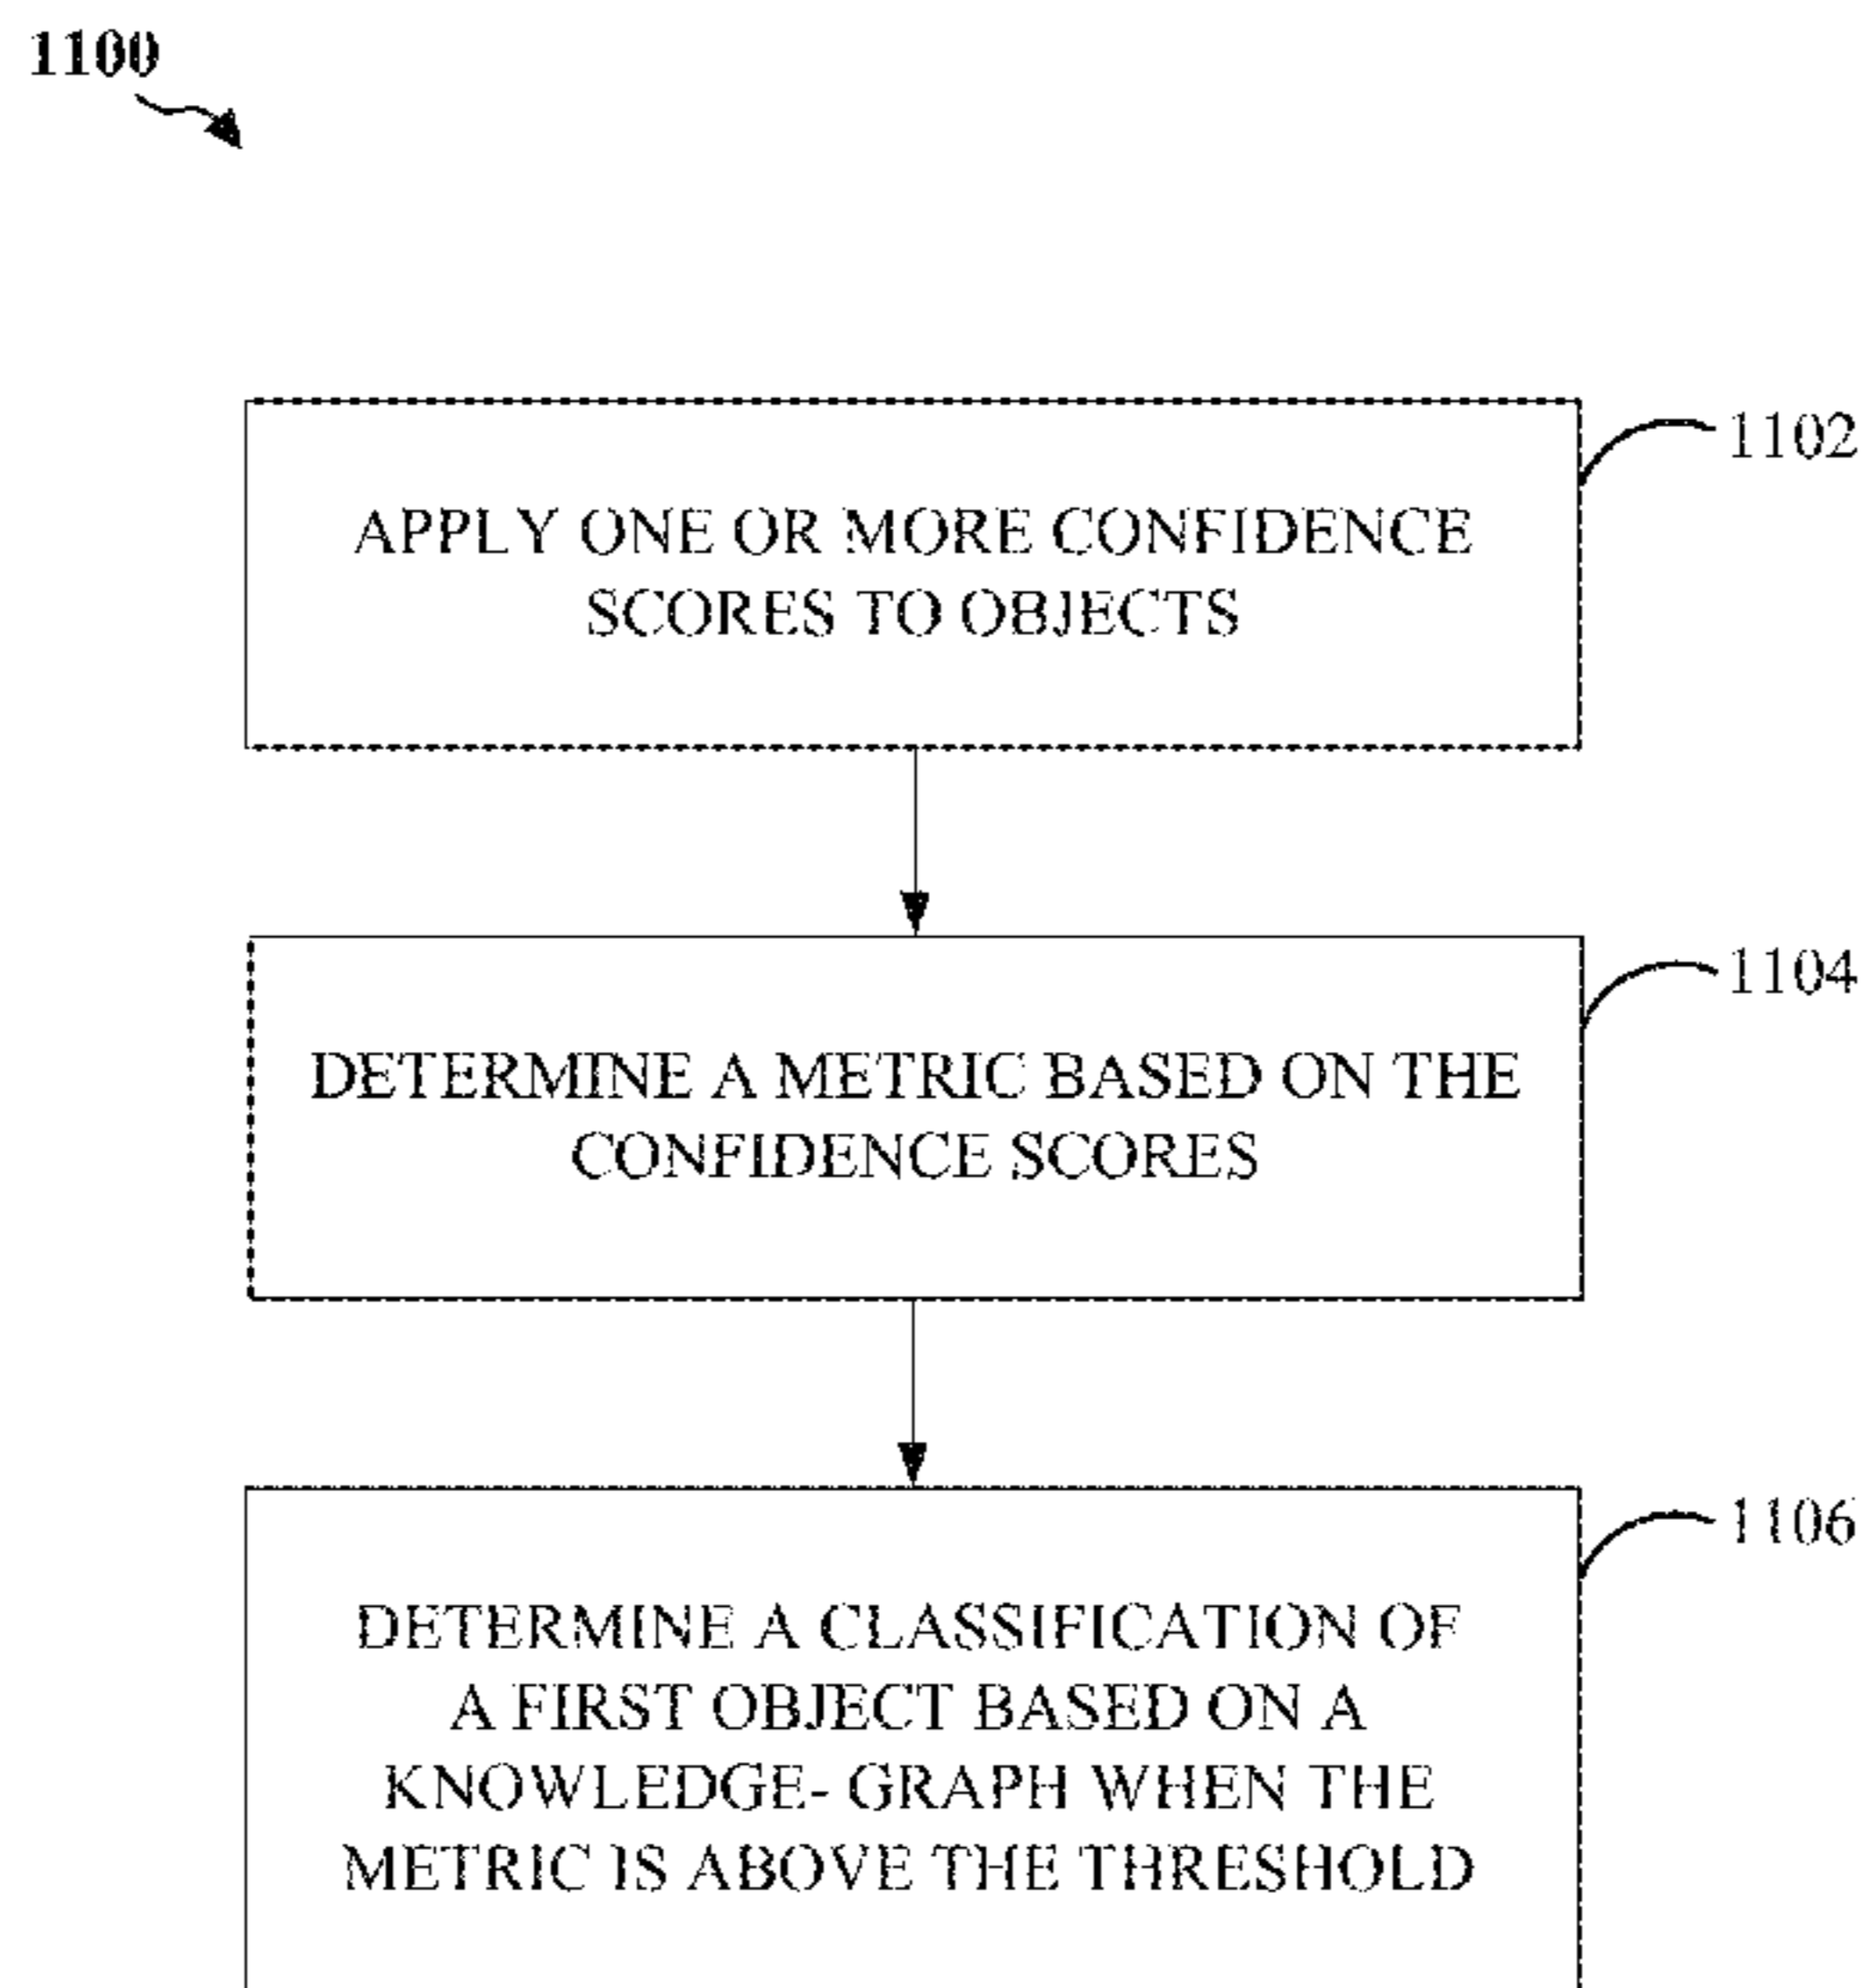 1100
1102
APPLY ONE OR MORE CONFIDENCE
SCORES TO OBJECTS
1104
DETERMINE A METRIC BASED ON THE
CONFIDENCE SCORES
1106
DETERMINE A CLASSIFICATION OF
A FIRST OBJECT BASED ON A
KNOWLEDGE- GRAPH WHEN THE
METRIC IS ABOVE THE THRESHOLD